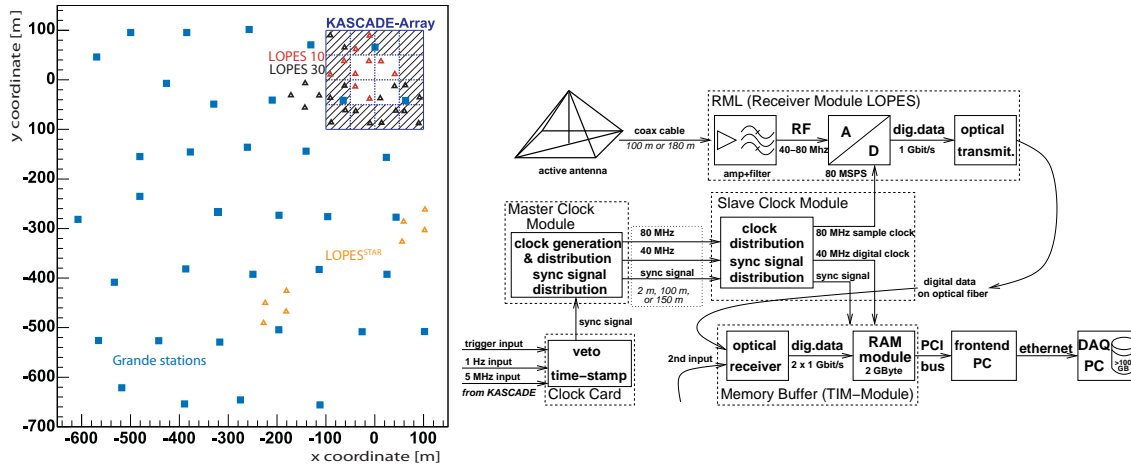 KASCADE-Array
LOPES 10
LOPES 30
LOPES^STAR
Grande stations
y coordinate [m]
100
0
100
-200
-300
-400
-500
-600
-700
-600
-500
-400
-300
-200
-100
0
100
x coordinate [m]
RML (Receiver Module LOPES)
coax cable
100 m or 180 m
active antenna
amp+filter
RF
40–80 Mhz
A
D
80 MSPS
dig.data
1 Gbit/s
optical
transmit.
Master Clock
Module
clock generation
& distribution
sync signal
distribution
80 MHz
40 MHz
sync signal
2 m, 100 m,
or 150 m
Slave Clock Module
clock
distribution
sync signal
distribution
80 MHz sample clock
40 MHz digital clock
sync signal
digital data
on optical fiber
sync signal
trigger input
1 Hz input
5 MHz input
from KASCADE
veto
time–stamp
Clock Card
2nd input
optical
receiver
dig.data
2 x 1 Gbit/s
RAM
module
2 GByte
Memory Buffer (TIM–Module)
PCI
bus
frontend
PC
ethernet
DAQ
PC
>100
GB